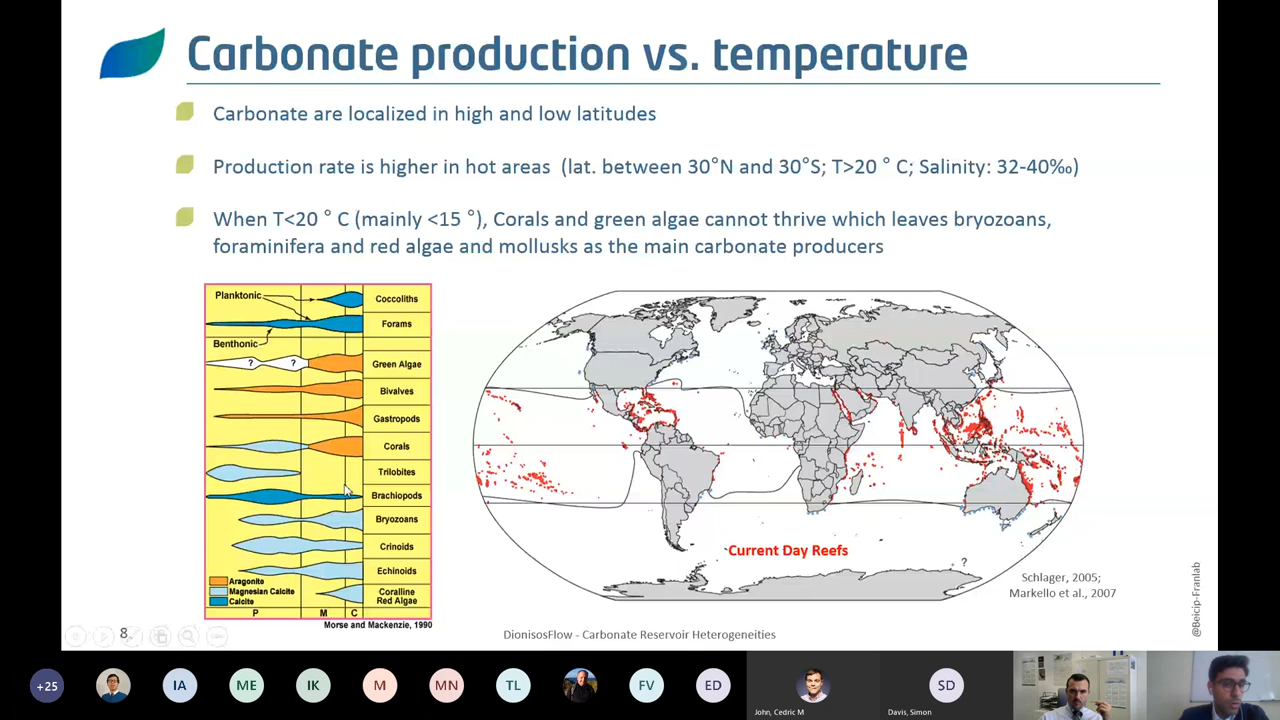 Carbonate production vs. temperature
Carbonate are localized in high and low latitudes
Production rate is higher in hot areas (lat. between 30°N and 30°S; T>20 ° C; Salinity: 32-40‰)
When T<20 ° C (mainly <15 °), Corals and green algae cannot thrive which leaves bryozoans,
foraminifera and red algae and mollusks as the main carbonate producers
Planktonic
Coccoliths
Forams
Benthonic
? ?
Green Algae
Bivalves
Gastropods
Corals
Trilobites
Brachiopods
Bryozoans
Crinoids
Echinoids
Coralline
Red Algae
Aragonite
Magnesian Calcite
Calcite
P M C
Morse and Mackenzie, 1990
Current Day Reefs
?
Schlager, 2005;
Markello et al., 2007
@Beicip-Franlab
8
DionisosFlow - Carbonate Reservoir Heterogeneities
+25
IA
ME
IK
M
MN
TL
FV
ED
John, Cedric M
SD
Davis, Simon